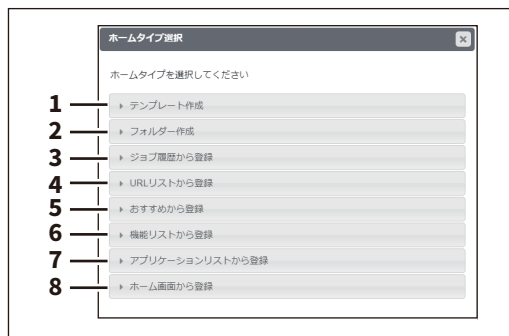 ホームタイプ選択
ホームタイプを選択してください
1 テンプレート作成
2 フォルダー作成
3 ジョブ履歴から登録
4 URLリストから登録
5 おすすめから登録
6 機能リストから登録
7 アプリケーションリストから登録
8 ホーム画面から登録